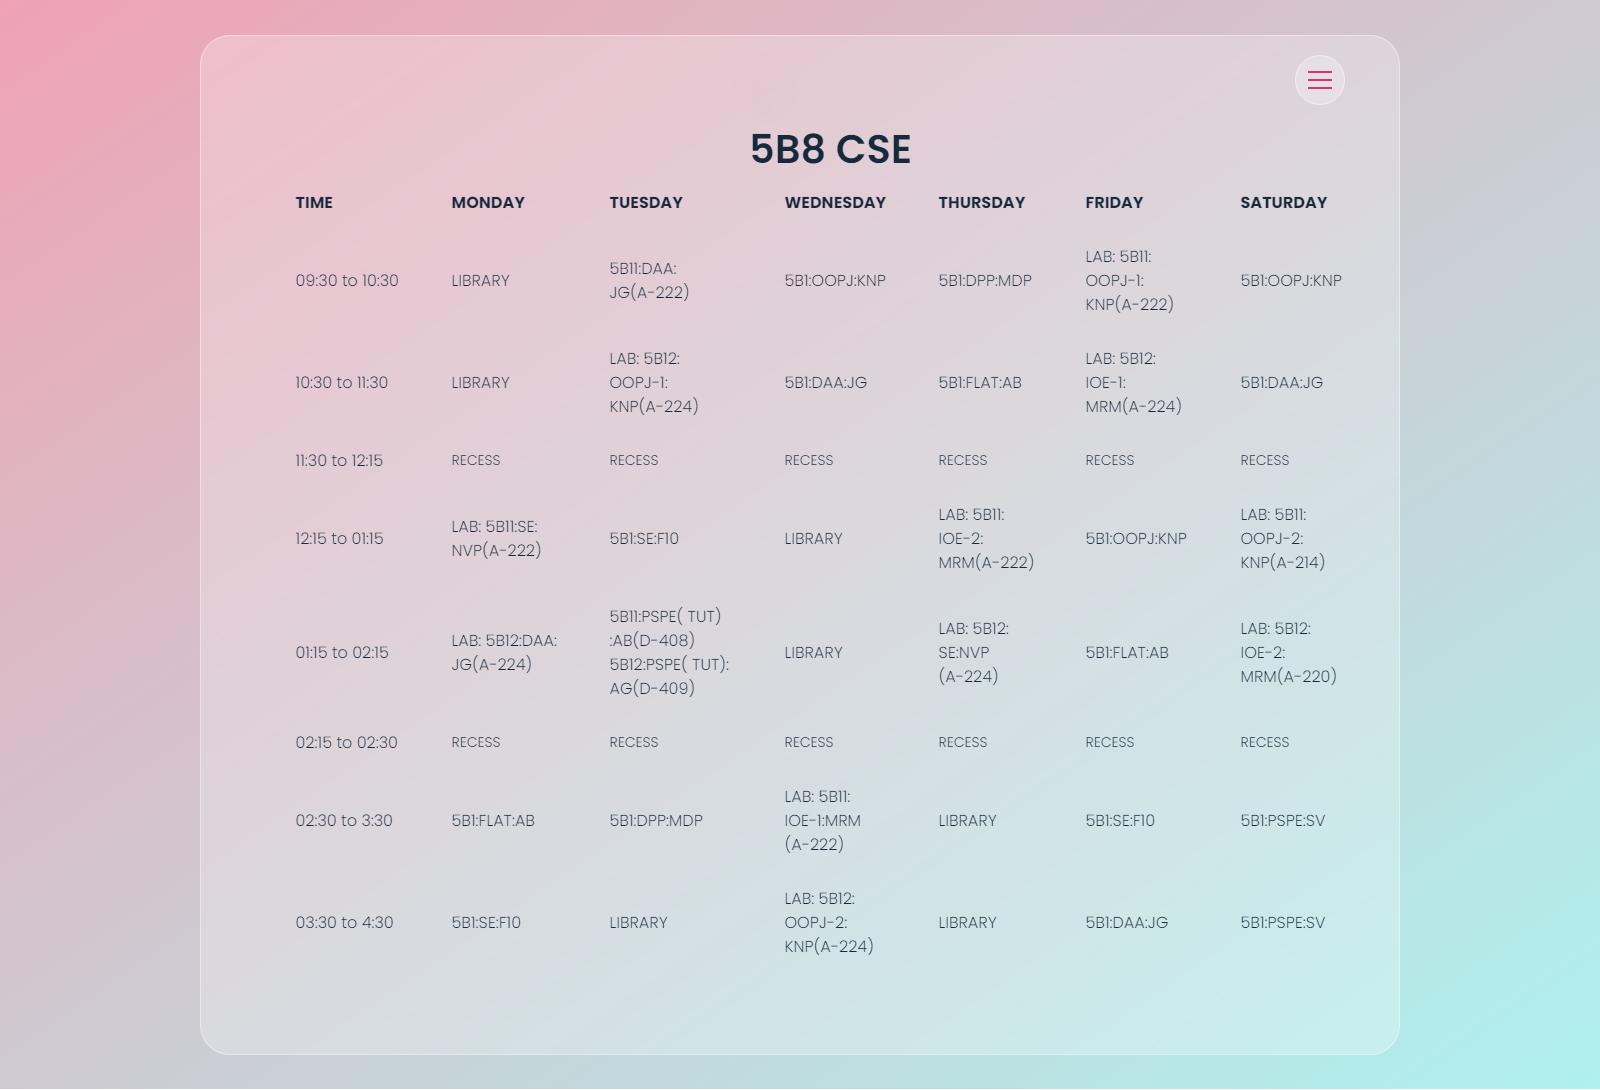 5B8 CSE
TIME MONDAY TUESDAY WEDNESDAY THURSDAY FRIDAY SATURDAY
09:30 to 10:30
LIBRARY
5B11:DAA:
JG(A-222)
5B1:OOPJ:KNP
5B1:DPP:MDP
LAB: 5B11:
OOPJ-1:
KNP(A-222)
5B1:OOPJ:KNP
10:30 to 11:30
LIBRARY
LAB: 5B12:
OOPJ-1:
KNP(A-224)
5B1:DAA:JG
5B1:FLAT:AB
LAB: 5B12:
IOE-1:
MRM(A-224)
5B1:DAA:JG
11:30 to 12:15 RECESS RECESS RECESS RECESS RECESS RECESS
12:15 to 01:15
LAB: 5B11:SE:
NVP(A-222)
5B1:SE:F10
LIBRARY
LAB: 5B11:
IOE-2:
MRM(A-222)
5B1:OOPJ:KNP
LAB: 5B11:
OOPJ-2:
KNP(A-214)
01:15 to 02:15
LAB: 5B12:DAA:
JG(A-224)
5B11:PSPE( TUT)
:AB(D-408)
5B12:PSPE( TUT):
AG(D-409)
LIBRARY
LAB: 5B12:
SE:NVP
(A-224)
5B1:FLAT:AB
LAB: 5B12:
IOE-2:
MRM(A-220)
02:15 to 02:30 RECESS RECESS RECESS RECESS RECESS RECESS
02:30 to 3:30
5B1:FLAT:AB
5B1:DPP:MDP
LAB: 5B11:
IOE-1:MRM
(A-222)
LIBRARY
5B1:SE:F10
5B1:PSPE:SV
03:30 to 4:30
5B1:SE:F10
LIBRARY
LAB: 5B12:
OOPJ-2:
KNP(A-224)
LIBRARY
5B1:DAA:JG
5B1:PSPE:SV